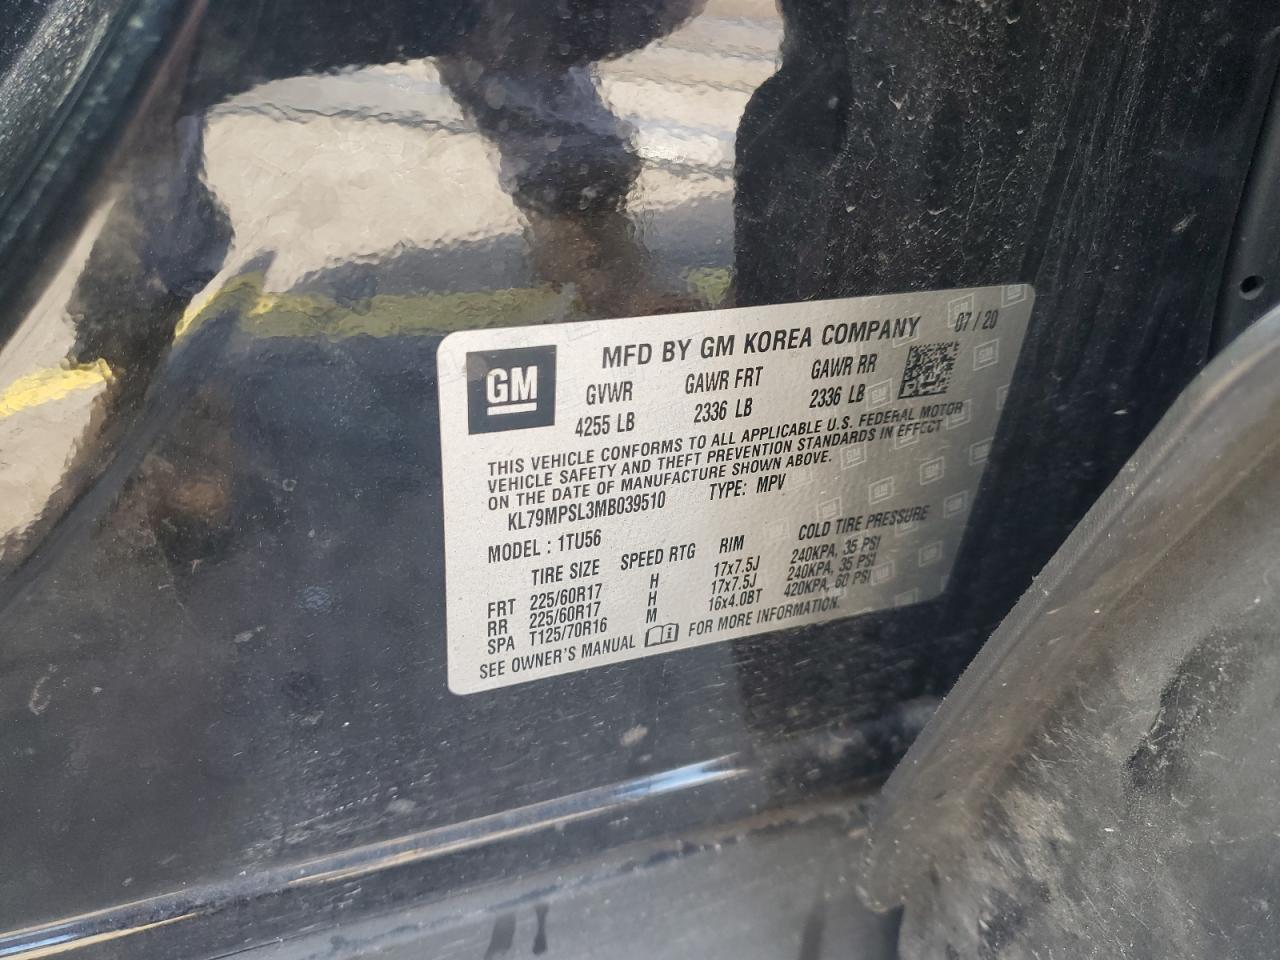 MFD BY GM KOREA COMPANY 07 / 20
GM
GVWR GAWR FRT GAWR RR
4255 LB 2336 LB 2336 LB
THIS VEHICLE CONFORMS TO ALL APPLICABLE U.S. FEDERAL MOTOR
VEHICLE SAFETY AND THEFT PREVENTION STANDARDS IN EFFECT
ON THE DATE OF MANUFACTURE SHOWN ABOVE.
KL79MPSL3MB039510 TYPE: MPV
MODEL : 1TU56
TIRE SIZE SPEED RTG RIM COLD TIRE PRESSURE
FRT 225/60R17 H 17x7.5J 240KPA, 35 PSI
RR 225/60R17 H 17x7.5J 240KPA, 35 PSI
SPA T125/70R16 M 16x4.0BT 420KPA, 60 PSI
SEE OWNER'S MANUAL FOR MORE INFORMATION.